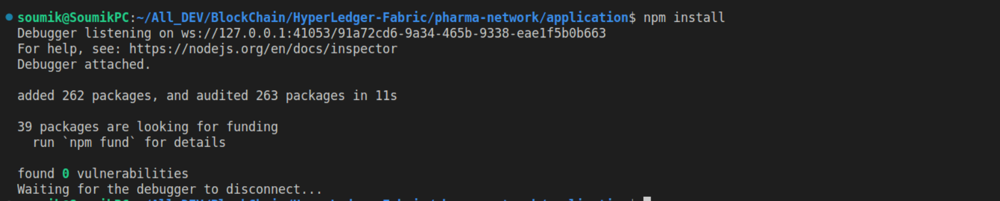 soumik@SoumikPC:~/All_DEV/BlockChain/HyperLedger-Fabric/pharma-network/application$ npm install
Debugger listening on ws://127.0.0.1:41053/91a72cd6-9a34-465b-9338-eae1f5b0b663
For help, see: https://nodejs.org/en/docs/inspector
Debugger attached.
added 262 packages, and audited 263 packages in 11s
39 packages are looking for funding
run `npm fund` for details
found 0 vulnerabilities
Waiting for the debugger to disconnect...